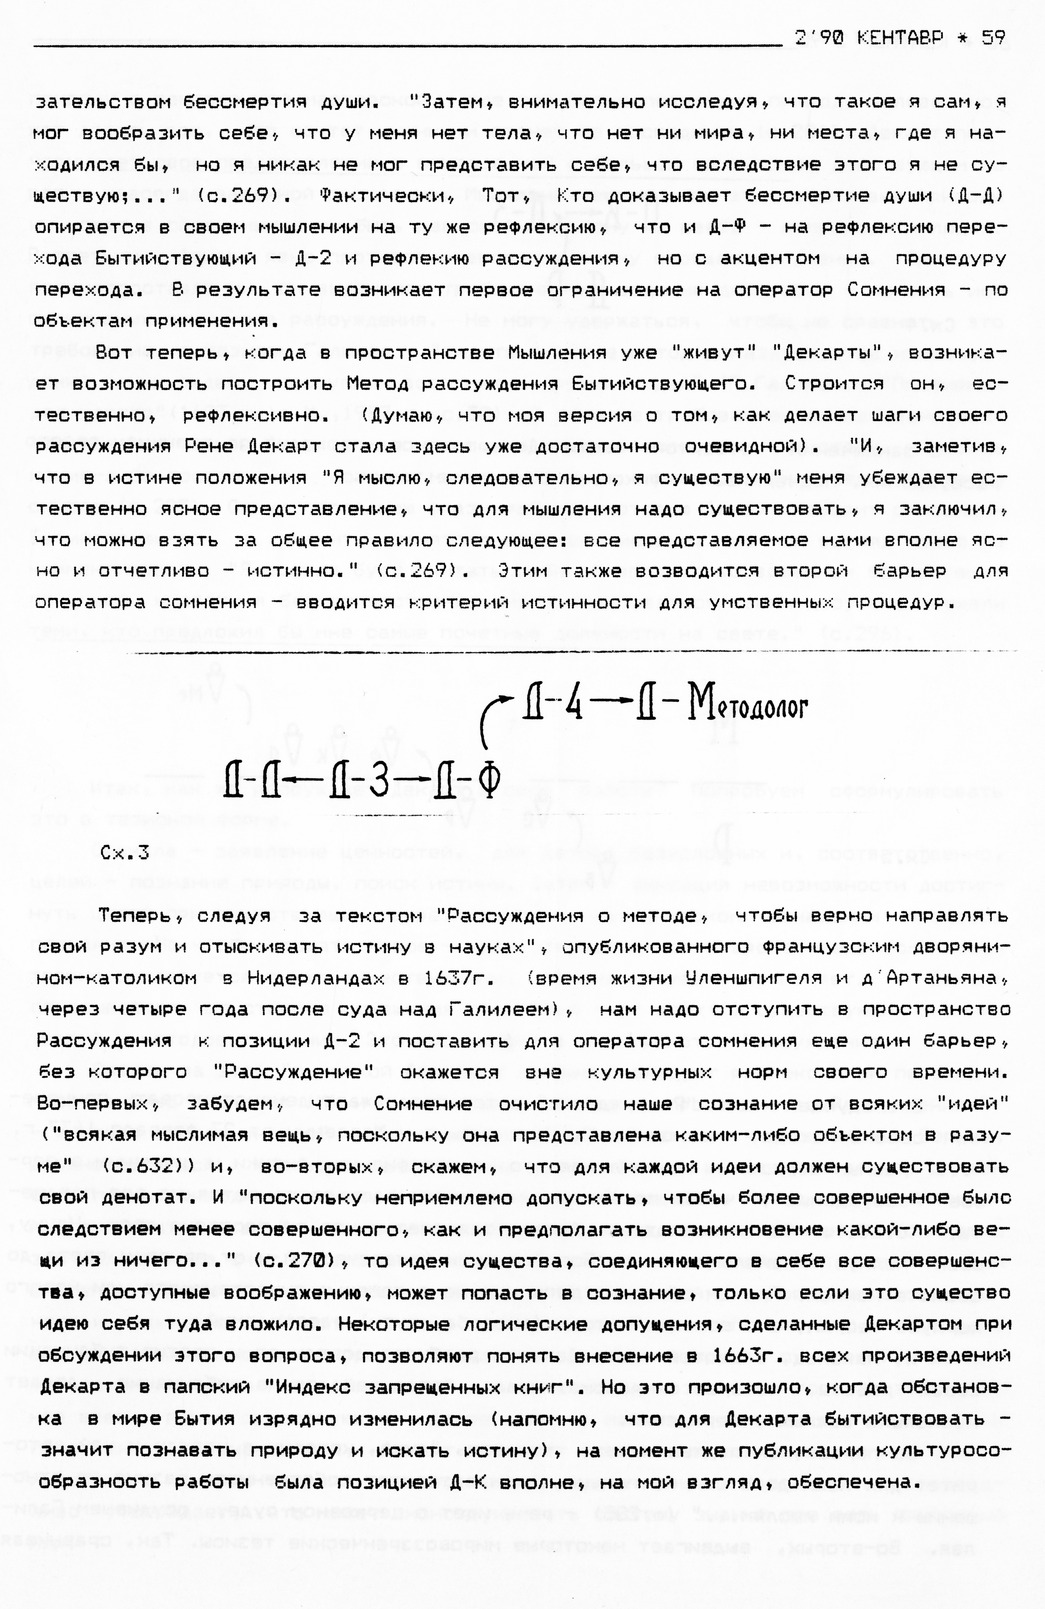 2'90 КЕНТАВР * 59
зательством бессмертия души. "Затем, внимательно исследуя, что такое я сам, я
мог вообразить себе, что у меня нет тела, что нет ни мира, ни места, где я на-
ходился бы, но я никак не мог представить себе, что вследствие этого я не су-
ществую;..." (с.269). Фактически, Тот, Кто доказывает бессмертие души (Д-Д)
опирается в своем мышлении на ту же рефлексию, что и Д-Ф - на рефлексию пере-
хода Бытийствующий - Д-2 и рефлекию рассуждения, но с акцентом на процедуру
перехода. В результате возникает первое ограничение на оператор Сомнения - по
объектам применения.
Вот теперь, когда в пространстве Мышления уже "живут" "Декарты", возника-
ет возможность построить Метод рассуждения Бытийствующего. Строится он, ес-
тественно, рефлексивно. (Думаю, что моя версия о том, как делает шаги своего
рассуждения Рене Декарт стала здесь уже достаточно очевидной). "И, заметив,
что в истине положения "Я мыслю, следовательно, я существую" меня убеждает ес-
тественно ясное представление, что для мышления надо существовать, я заключил,
что можно взять за общее правило следующее: все представляемое нами вполне яс-
но и отчетливо - истинно." (с.269). Этим также возводится второй барьер для
оператора сомнения - вводится критерий истинности для умственных процедур.
Д-4 → Д-Методолог
Д-Д ← Д-3 → Д-Ф
Сх.3
Теперь, следуя за текстом "Рассуждения о методе, чтобы верно направлять
свой разум и отыскивать истину в науках", опубликованного французским дворяни-
ном-католиком в Нидерландах в 1637г. (время жизни Уленшпигеля и д'Артаньяна,
через четыре года после суда над Галилеем), нам надо отступить в пространство
Рассуждения к позиции Д-2 и поставить для оператора сомнения еще один барьер,
без которого "Рассуждение" окажется вне культурных норм своего времени.
Во-первых, забудем, что Сомнение очистило наше сознание от всяких "идей"
("всякая мыслимая вещь, поскольку она представлена каким-либо объектом в разу-
ме" (с.632)) и, во-вторых, скажем, что для каждой идеи должен существовать
свой денотат. И "поскольку неприемлемо допускать, чтобы более совершенное было
следствием менее совершенного, как и предполагать возникновение какой-либо ве-
щи из ничего..." (с.270), то идея существа, соединяющего в себе все совершенс-
тва, доступные воображению, может попасть в сознание, только если это существо
идею себя туда вложило. Некоторые логические допущения, сделанные Декартом при
обсуждении этого вопроса, позволяют понять внесение в 1663г. всех произведений
Декарта в папский "Индекс запрещенных книг". Но это произошло, когда обстанов-
ка в мире Бытия изрядно изменилась (напомню, что для Декарта бытийствовать -
значит познавать природу и искать истину), на момент же публикации культуросо-
образность работы была позицией Д-К вполне, на мой взгляд, обеспечена.